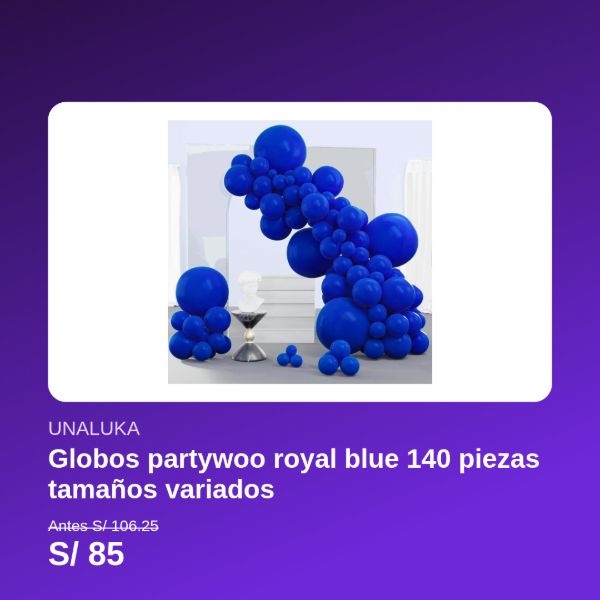 UNALUKA
Globos partywoo royal blue 140 piezas
tamaños variados
Antes S/ 106.25
S/ 85